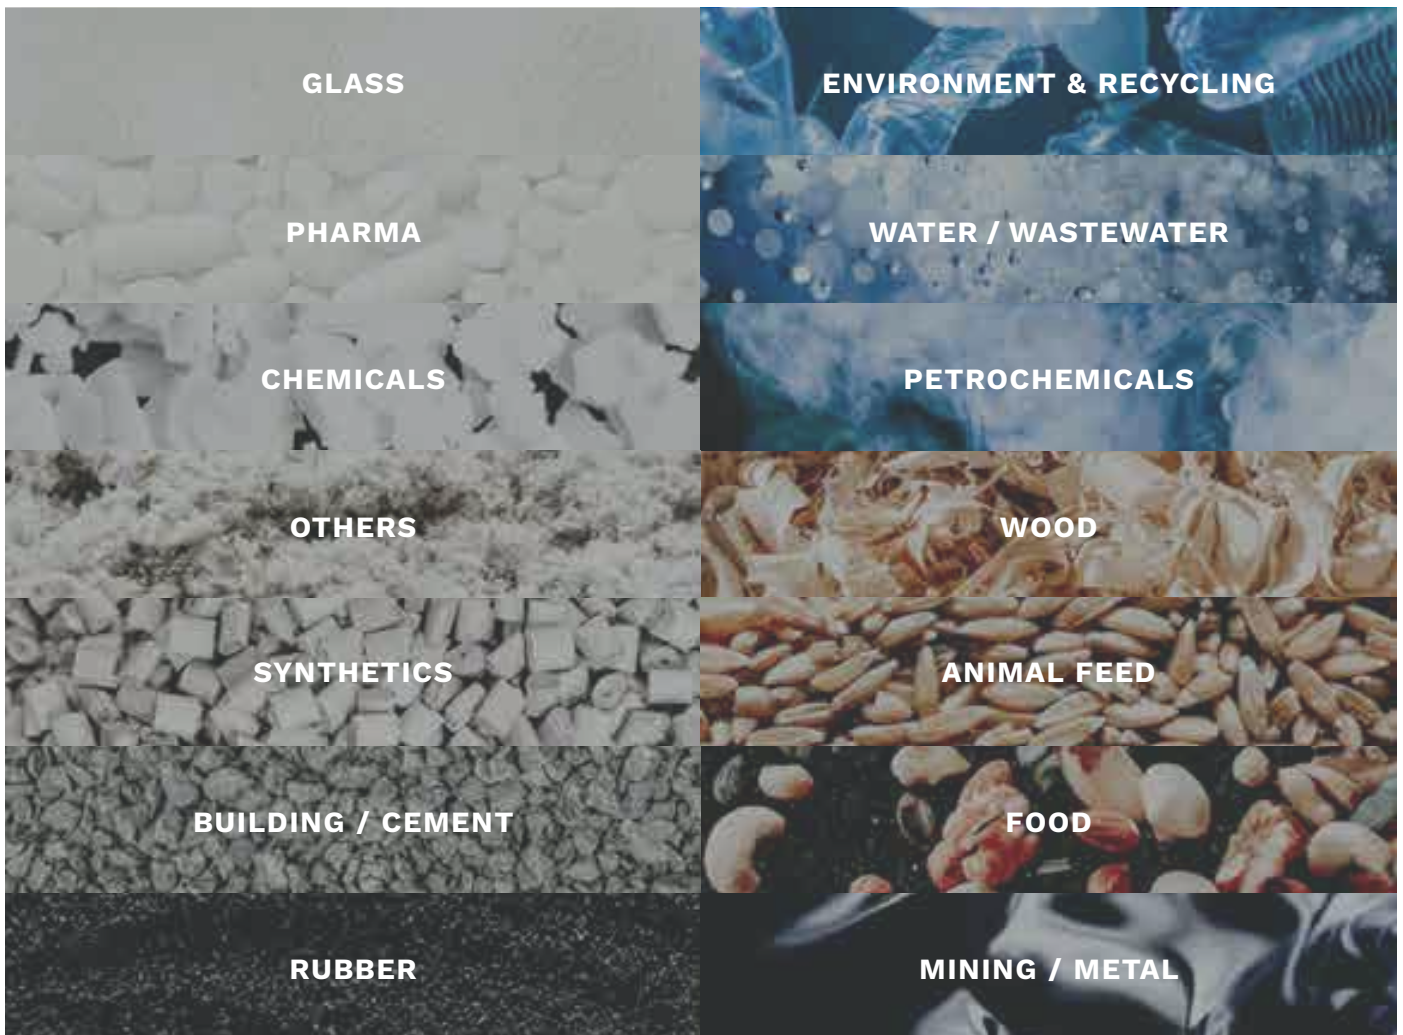 GLASS
ENVIRONMENT & RECYCLING
PHARMA
WATER / WASTEWATER
CHEMICALS
PETROCHEMICALS
OTHERS
WOOD
SYNTHETICS
ANIMAL FEED
BUILDING / CEMENT
FOOD
RUBBER
MINING / METAL